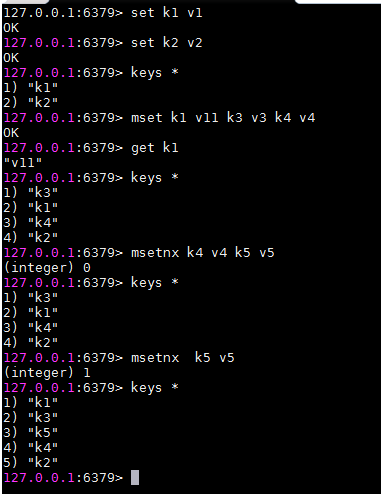 127.0.0.1:6379> set k1 v1
OK
127.0.0.1:6379> set k2 v2
OK
127.0.0.1:6379> keys *
1) "k1"
2) "k2"
127.0.0.1:6379> mset k1 v11 k3 v3 k4 v4
OK
127.0.0.1:6379> get k1
"v11"
127.0.0.1:6379> keys *
1) "k3"
2) "k1"
3) "k4"
4) "k2"
127.0.0.1:6379> msetnx k4 v4 k5 v5
(integer) 0
127.0.0.1:6379> keys *
1) "k3"
2) "k1"
3) "k4"
4) "k2"
127.0.0.1:6379> msetnx  k5 v5
(integer) 1
127.0.0.1:6379> keys *
1) "k1"
2) "k3"
3) "k5"
4) "k4"
5) "k2"
127.0.0.1:6379>